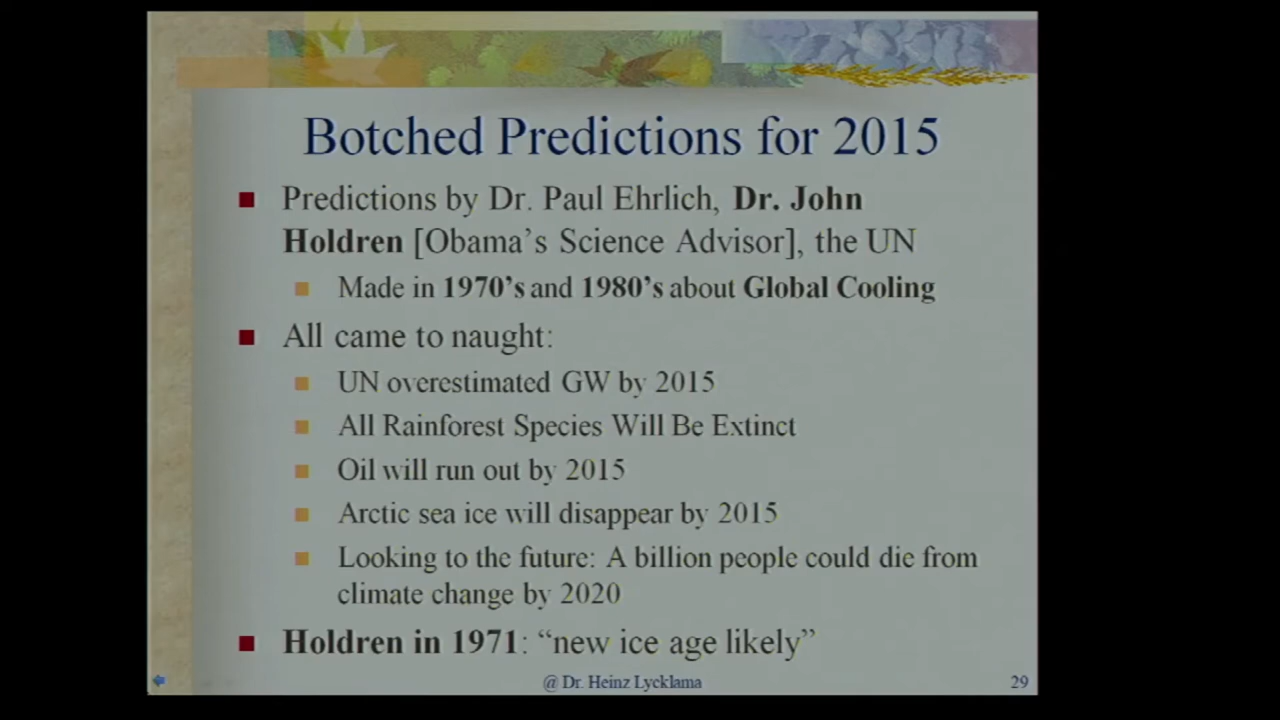 Botched Predictions for 2015
Predictions by Dr. Paul Ehrlich, Dr. John
Holdren [Obama's Science Advisor], the UN
Made in 1970's and 1980's about Global Cooling
All came to naught:
UN overestimated GW by 2015
All Rainforest Species Will Be Extinct
Oil will run out by 2015
Arctic sea ice will disappear by 2015
Looking to the future: A billion people could die from
climate change by 2020
Holdren in 1971: “new ice age likely”
@ Dr. Heinz Lycklama
29